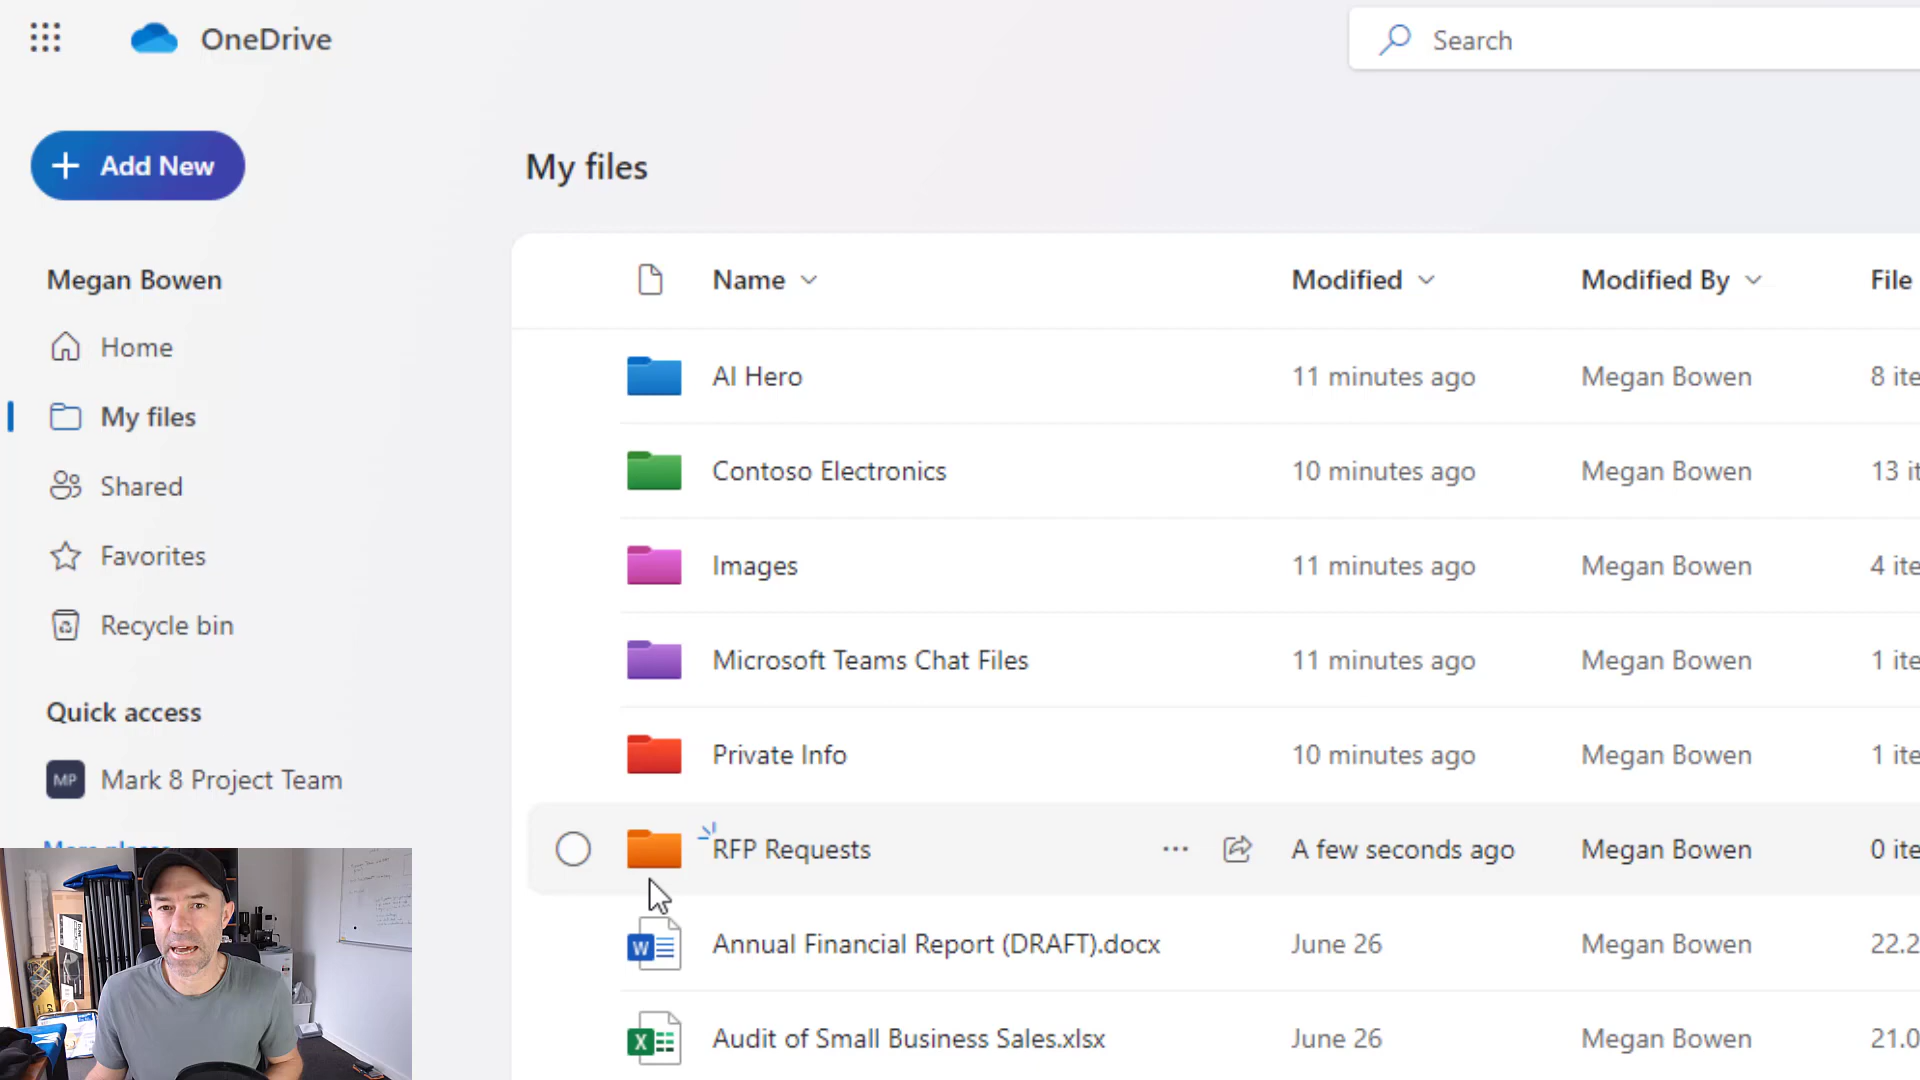 OneDrive
Search
Add New
My files
Megan Bowen
Name
Modified
Modified By
File
Home
AI Hero
11 minutes ago
Megan Bowen
8 ite
My files
Contoso Electronics
10 minutes ago
Megan Bowen
13 it
Shared
Images
11 minutes ago
Megan Bowen
4 ite
Favorites
Recycle bin
Microsoft Teams Chat Files
11 minutes ago
Megan Bowen
1 ite
Quick access
Private Info
10 minutes ago
Megan Bowen
1 ite
MP
Mark 8 Project Team
More places
RFP Requests
A few seconds ago
Megan Bowen
0 ite
W
Annual Financial Report (DRAFT).docx
June 26
Megan Bowen
22.2
X
Audit of Small Business Sales.xlsx
June 26
Megan Bowen
21.0